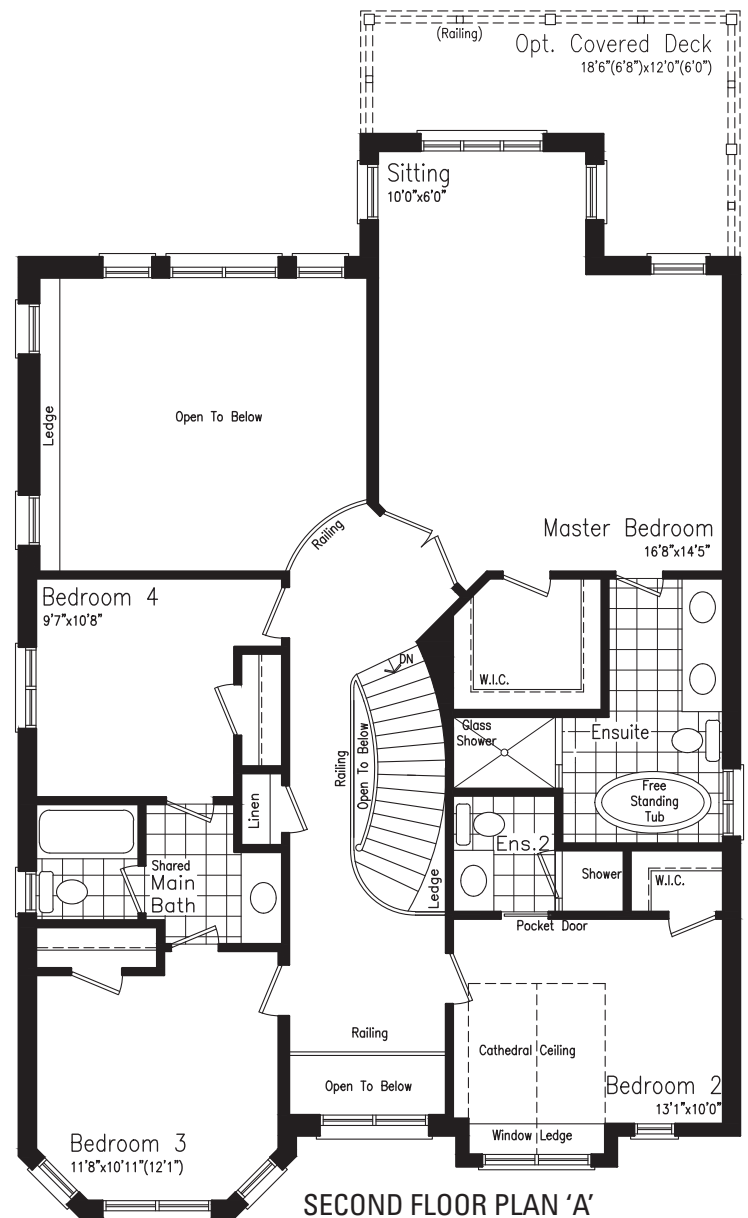 (Railing)
Opt. Covered Deck
18'6"(6'8")x12'0"(6'0")
Sitting
10'0"x6'0"
Ledge
Open To Below
Railing
Master Bedroom
16'8"x14'5"
Bedroom 4
9'7"x10'8"
DN
W.I.C.
Railing
Open To Below
Glass
Shower
Ensuite
Free
Standing
Tub
Linen
Ens.2
Shared
Main
Bath
Ledge
Shower
W.I.C.
Pocket Door
Railing
Cathedral Ceiling
Open To Below
Bedroom 2
13'1"x10'0"
Window Ledge
Bedroom 3
11'8"x10'11"(12'1")
SECOND FLOOR PLAN ‘A’